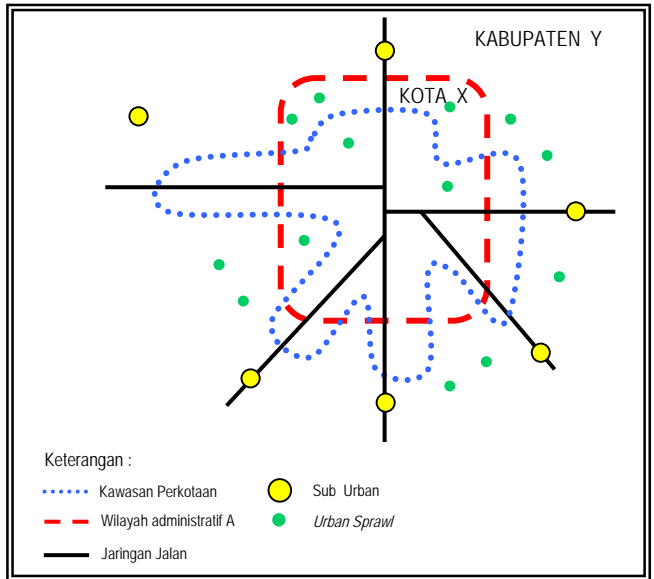 KABUPATEN Y
KOTA X
Keterangan :
Kawasan Perkotaan
Sub Urban
Wilayah administratif A
Urban Sprawl
Jaringan Jalan